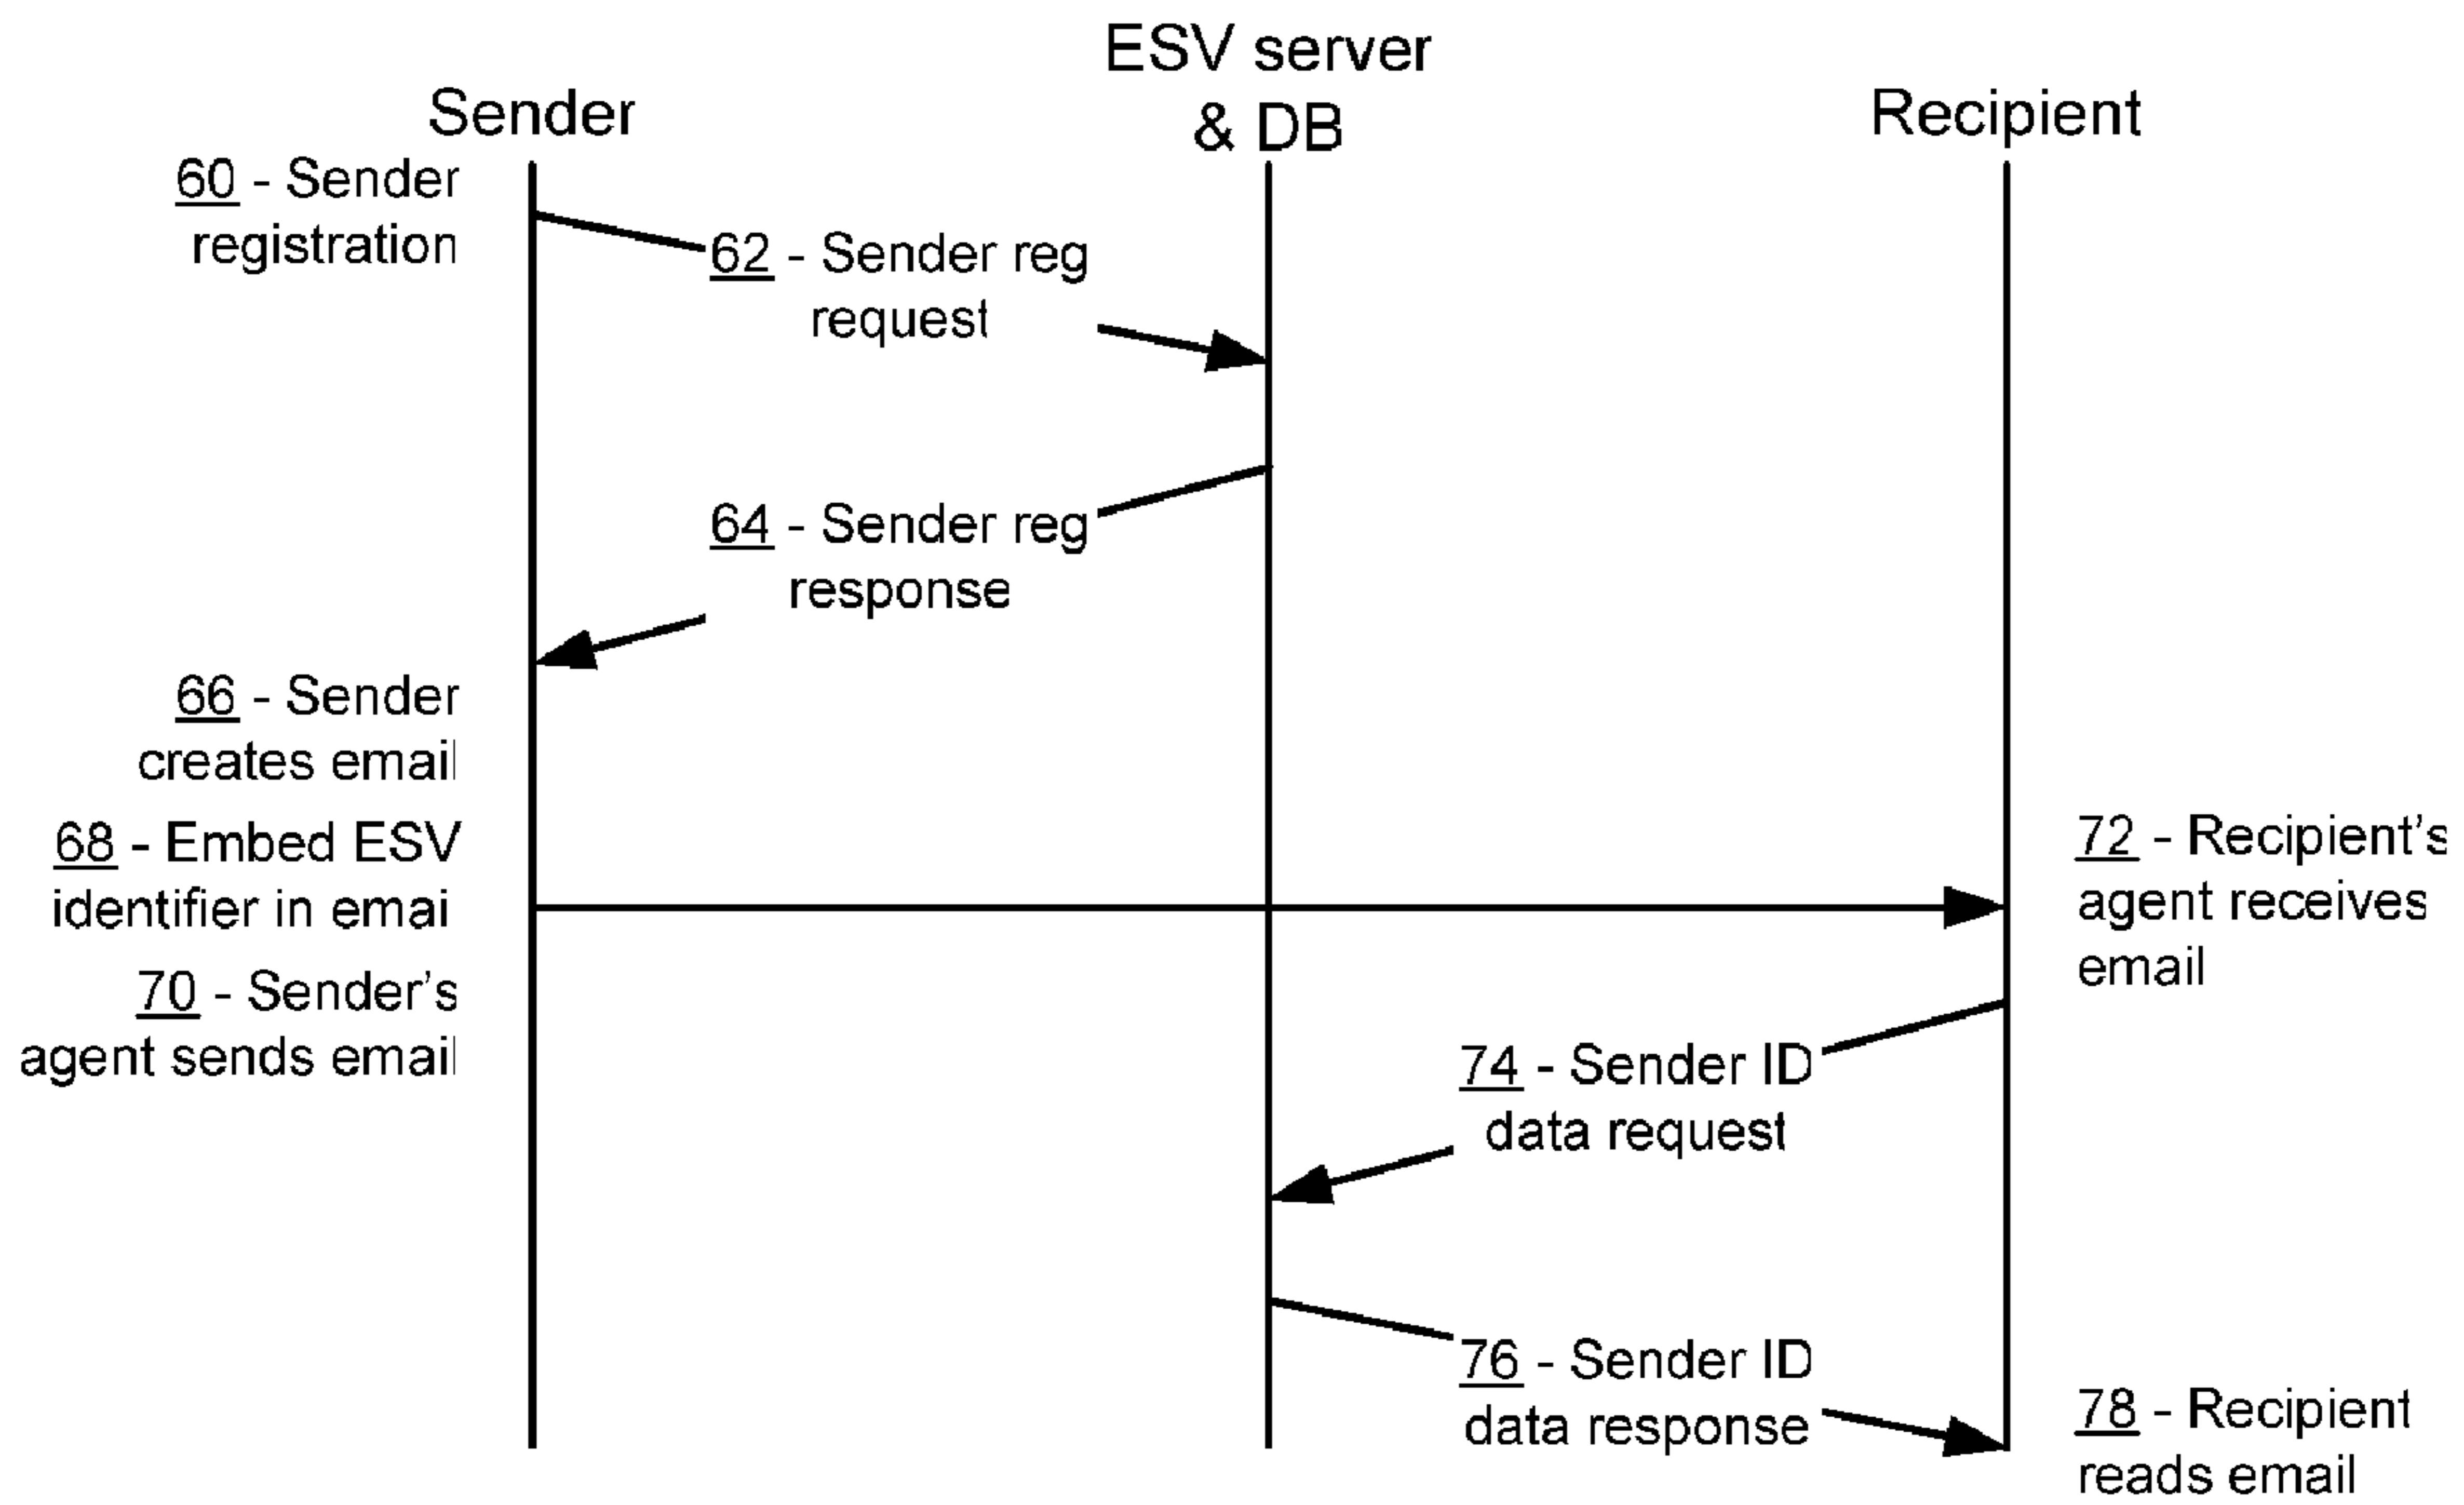 ESV server
& DB
Sender
Recipient
60 - Sender
registration
62 - Sender reg
request
64 - Sender reg
response
66 - Sender
creates email
68 - Embed ESV
identifier in emai
70 - Sender's
agent sends email
72 - Recipient's
agent receives
email
74 - Sender ID
data request
76 - Sender ID
data response
78 - Recipient
reads email